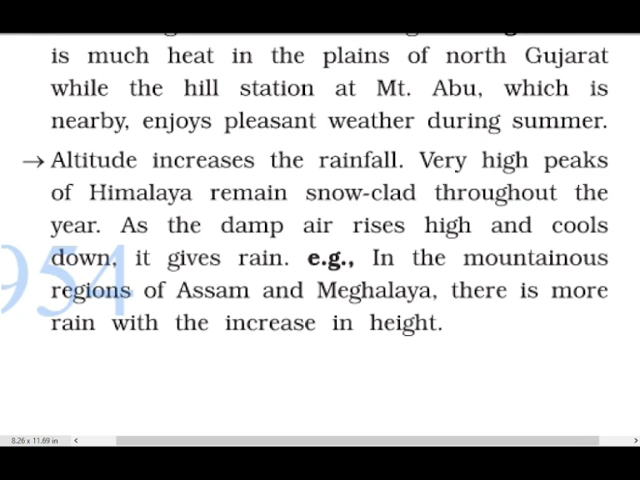 is much heat in the plains of north Gujarat
while the hill station at Mt. Abu, which is
nearby, enjoys pleasant weather during summer.
→ Altitude increases the rainfall. Very high peaks
of Himalaya remain snow-clad throughout the
year. As the damp air rises high and cools
down, it gives rain. e.g., In the mountainous
regions of Assam and Meghalaya, there is more
rain with the increase in height.
954
8.26 x 11.69 in